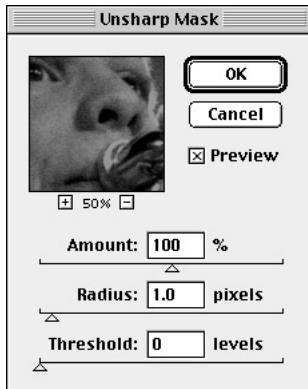 Unsharp Mask
OK
Cancel
Preview
50%
Amount: 100 %
Radius: 1.0 pixels
Threshold: 0 levels